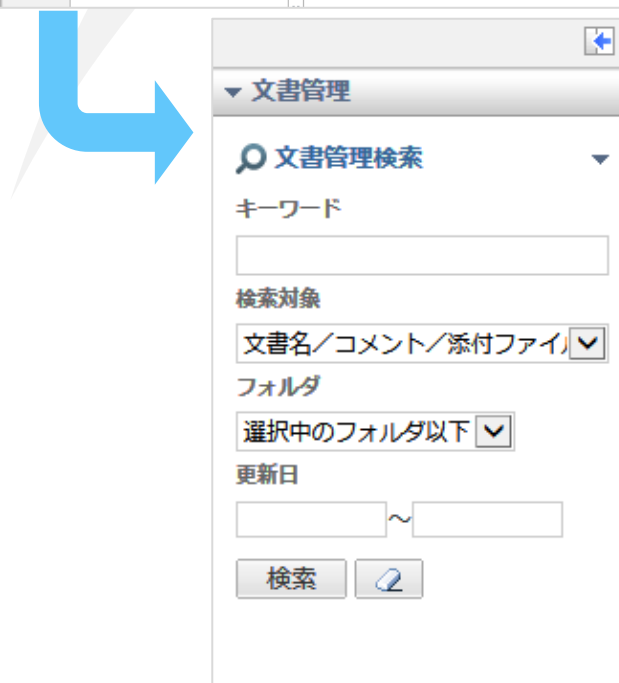 文書管理
文書管理検索
キーワード
検索対象
文書名／コメント／添付ファイ
フォルダ
選択中のフォルダ以下
更新日
～
検索